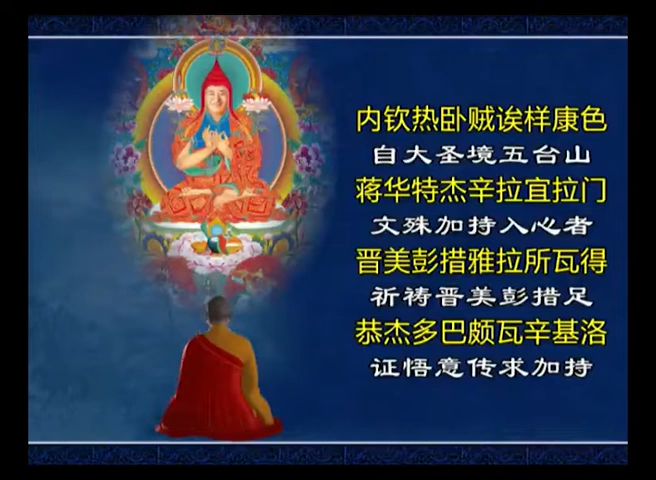 内钦热卧贼诶样康色
自大圣境五台山
蒋华特杰辛拉宜拉门
文殊加持入心者
晋美彭措雅拉所瓦得
祈祷晋美彭措足
恭杰多巴颇瓦辛基洛
证悟意传求加持